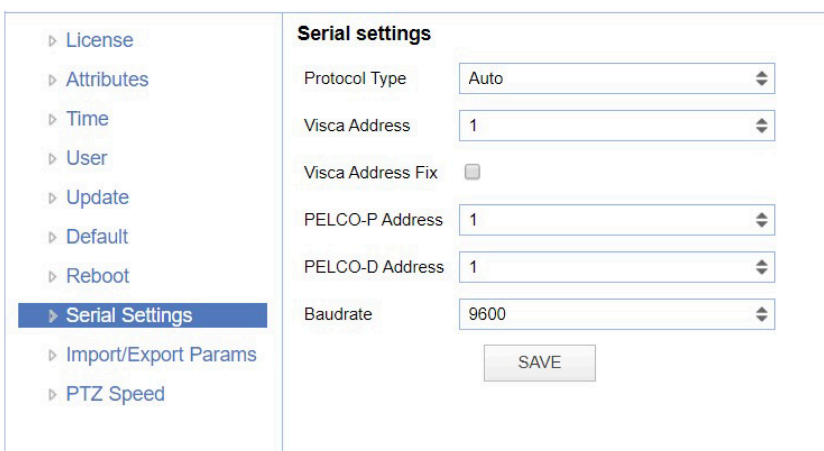 License
Attributes
Time
User
Update
Default
Reboot
Serial Settings
Import/Export Params
PTZ Speed
Serial settings
Protocol Type Auto
Visca Address 1
Visca Address Fix
PELCO-P Address 1
PELCO-D Address 1
Baudrate 9600
SAVE